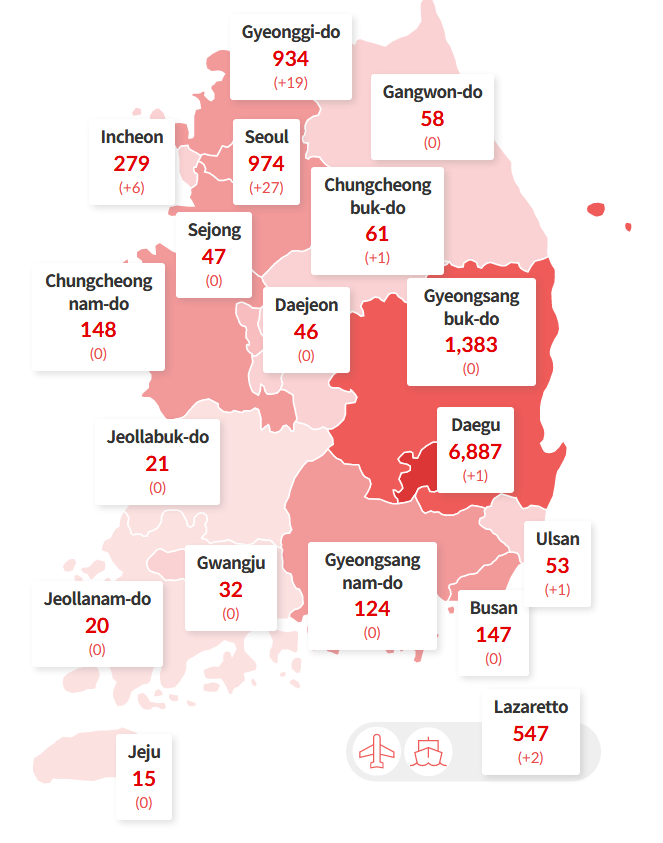 Gyeonggi-do
934
(+19)
Gangwon-do
58
(0)
Incheon
279
(+6)
Seoul
974
(+27)
Chungcheong
buk-do
61
(+1)
Sejong
47
(0)
Chungcheong
nam-do
148
(0)
Daejeon
46
(0)
Gyeongsang
buk-do
1,383
(0)
Daegu
6,887
(+1)
Jeollabuk-do
21
(0)
Ulsan
53
(+1)
Gwangju
32
(0)
Gyeongsang
nam-do
124
(0)
Jeollanam-do
20
(0)
Busan
147
(0)
Lazaretto
547
(+2)
Jeju
15
(0)